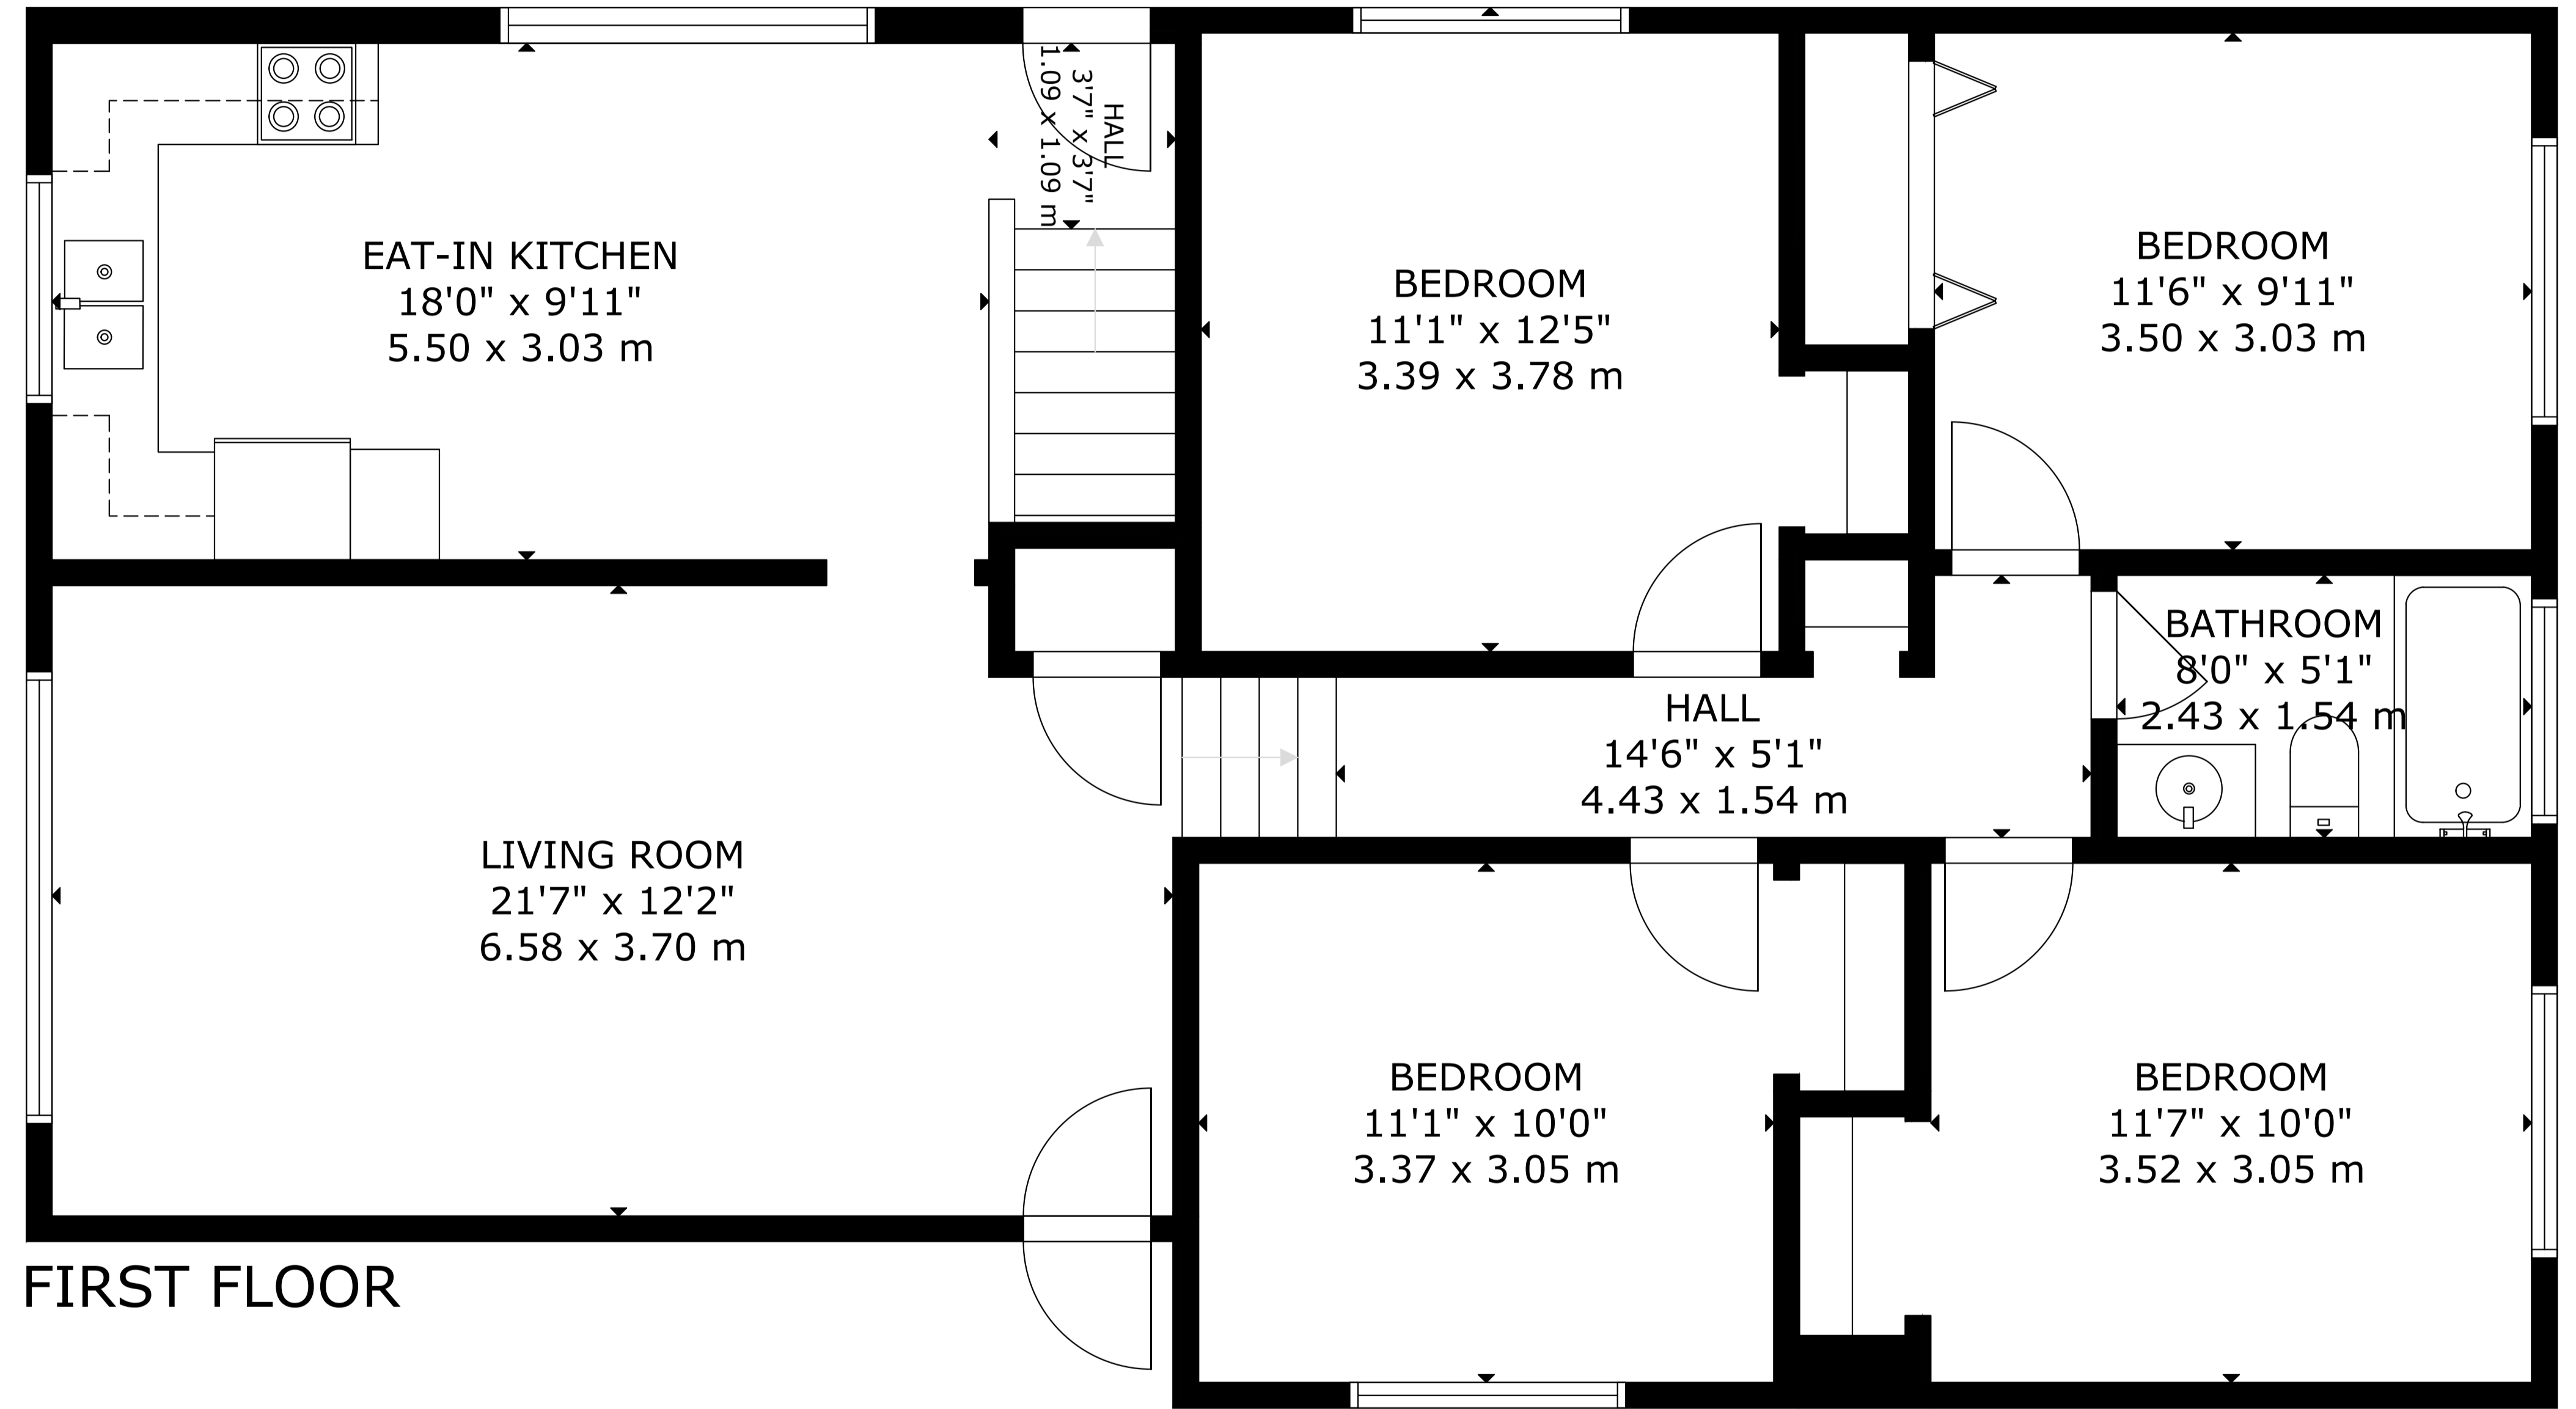 EAT-IN KITCHEN
18'0" x 9'11"
5.50 x 3.03 m
HALL
3'7" x 3'7"
1.09 x 1.09 m
BEDROOM
11'1" x 12'5"
3.39 x 3.78 m
BEDROOM
11'6" x 9'11"
3.50 x 3.03 m
BATHROOM
8'0" x 5'1"
2.43 x 1.54 m
HALL
14'6" x 5'1"
4.43 x 1.54 m
LIVING ROOM
21'7" x 12'2"
6.58 x 3.70 m
BEDROOM
11'1" x 10'0"
3.37 x 3.05 m
BEDROOM
11'7" x 10'0"
3.52 x 3.05 m
FIRST FLOOR